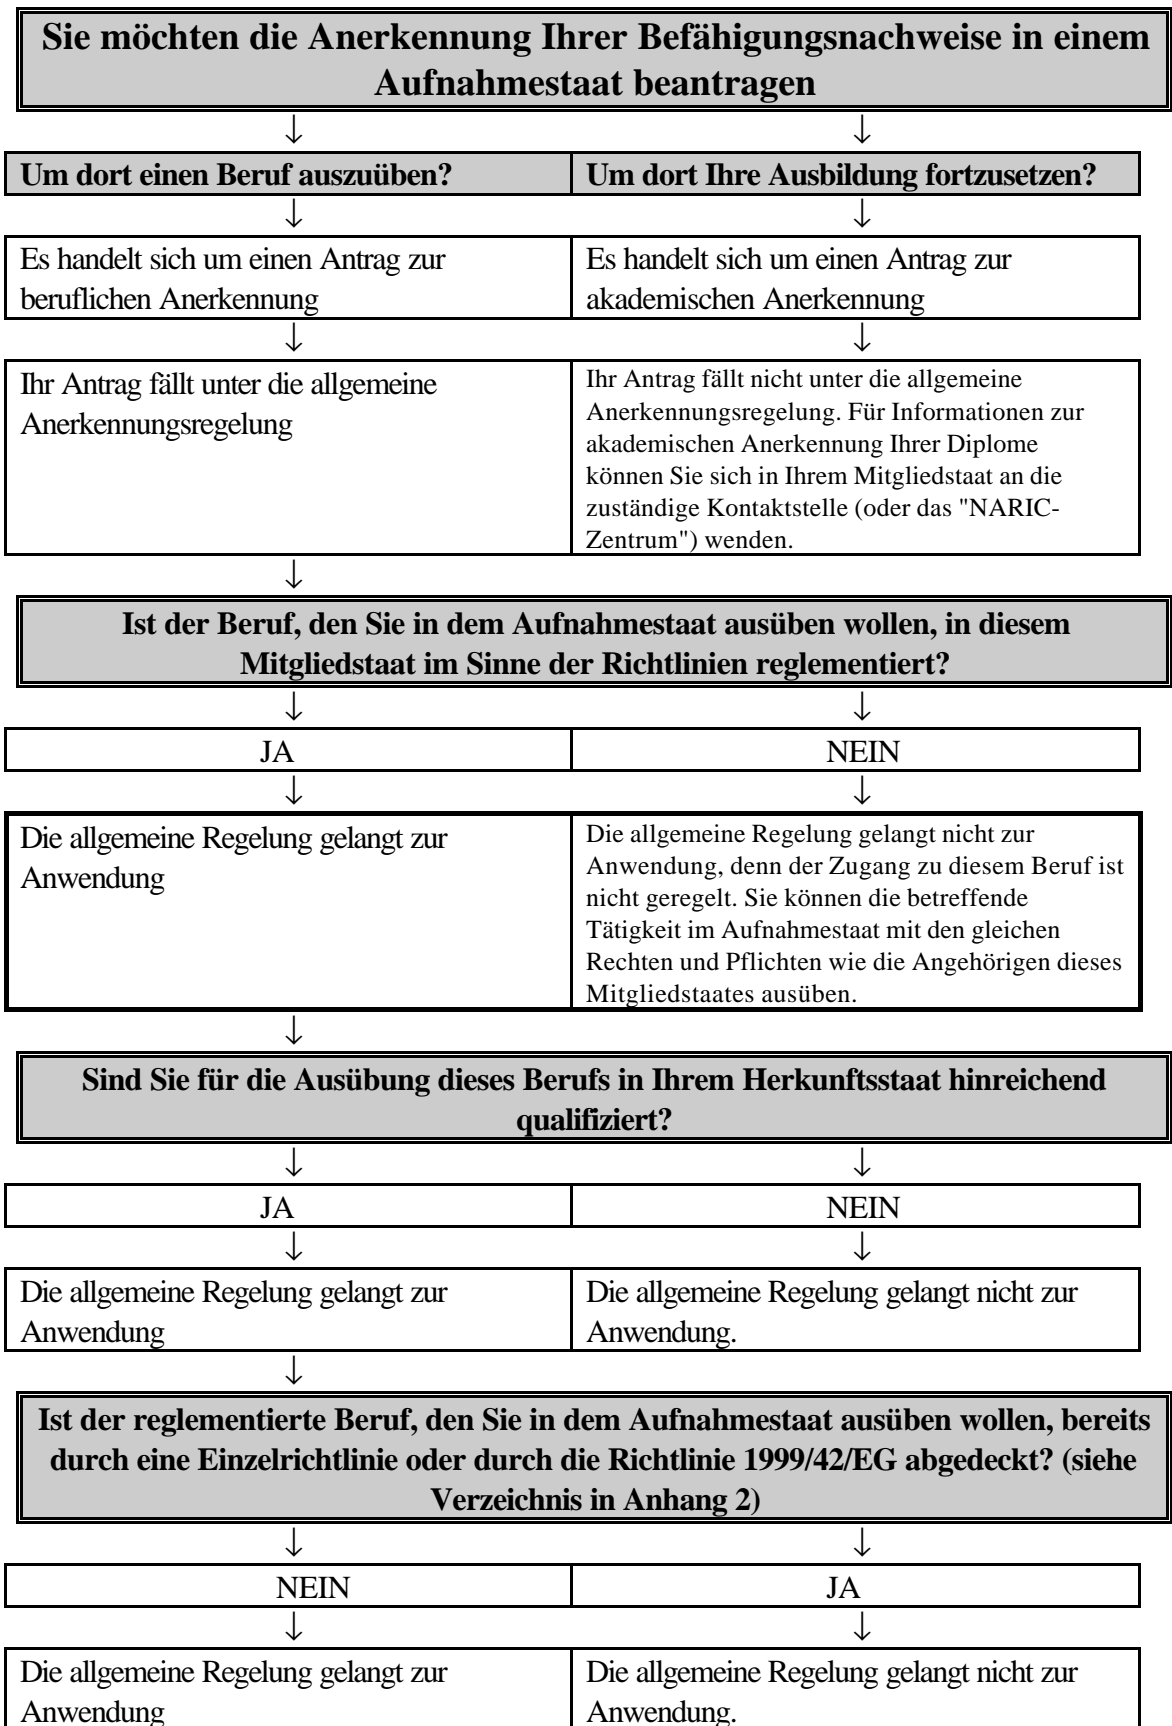 Sie möchten die Anerkennung Ihrer Befähigungsnachweise in einem
Aufnahmestaat beantragen
↓ ↓
Um dort einen Beruf auszuüben?
Um dort Ihre Ausbildung fortzusetzen?
↓ ↓
Es handelt sich um einen Antrag zur
beruflichen Anerkennung
Es handelt sich um einen Antrag zur
akademischen Anerkennung
↓ ↓
Ihr Antrag fällt unter die allgemeine
Anerkennungsregelung
Ihr Antrag fällt nicht unter die allgemeine
Anerkennungsregelung. Für Informationen zur
akademischen Anerkennung Ihrer Diplome
können Sie sich in Ihrem Mitgliedstaat an die
zuständige Kontaktstelle (oder das "NARIC-
Zentrum") wenden.
↓
Ist der Beruf, den Sie in dem Aufnahmestaat ausüben wollen, in diesem
Mitgliedstaat im Sinne der Richtlinien reglementiert?
↓ ↓
JA
NEIN
↓ ↓
Die allgemeine Regelung gelangt zur
Anwendung
Die allgemeine Regelung gelangt nicht zur
Anwendung, denn der Zugang zu diesem Beruf ist
nicht geregelt. Sie können die betreffende
Tätigkeit im Aufnahmestaat mit den gleichen
Rechten und Pflichten wie die Angehörigen dieses
Mitgliedstaates ausüben.
↓
Sind Sie für die Ausübung dieses Berufs in Ihrem Herkunftsstaat hinreichend
qualifiziert?
↓ ↓
JA
NEIN
↓ ↓
Die allgemeine Regelung gelangt zur
Anwendung
Die allgemeine Regelung gelangt nicht zur
Anwendung.
↓
Ist der reglementierte Beruf, den Sie in dem Aufnahmestaat ausüben wollen, bereits
durch eine Einzelrichtlinie oder durch die Richtlinie 1999/42/EG abgedeckt? (siehe
Verzeichnis in Anhang 2)
↓ ↓
NEIN
JA
↓ ↓
Die allgemeine Regelung gelangt zur
Anwendung
Die allgemeine Regelung gelangt nicht zur
Anwendung.